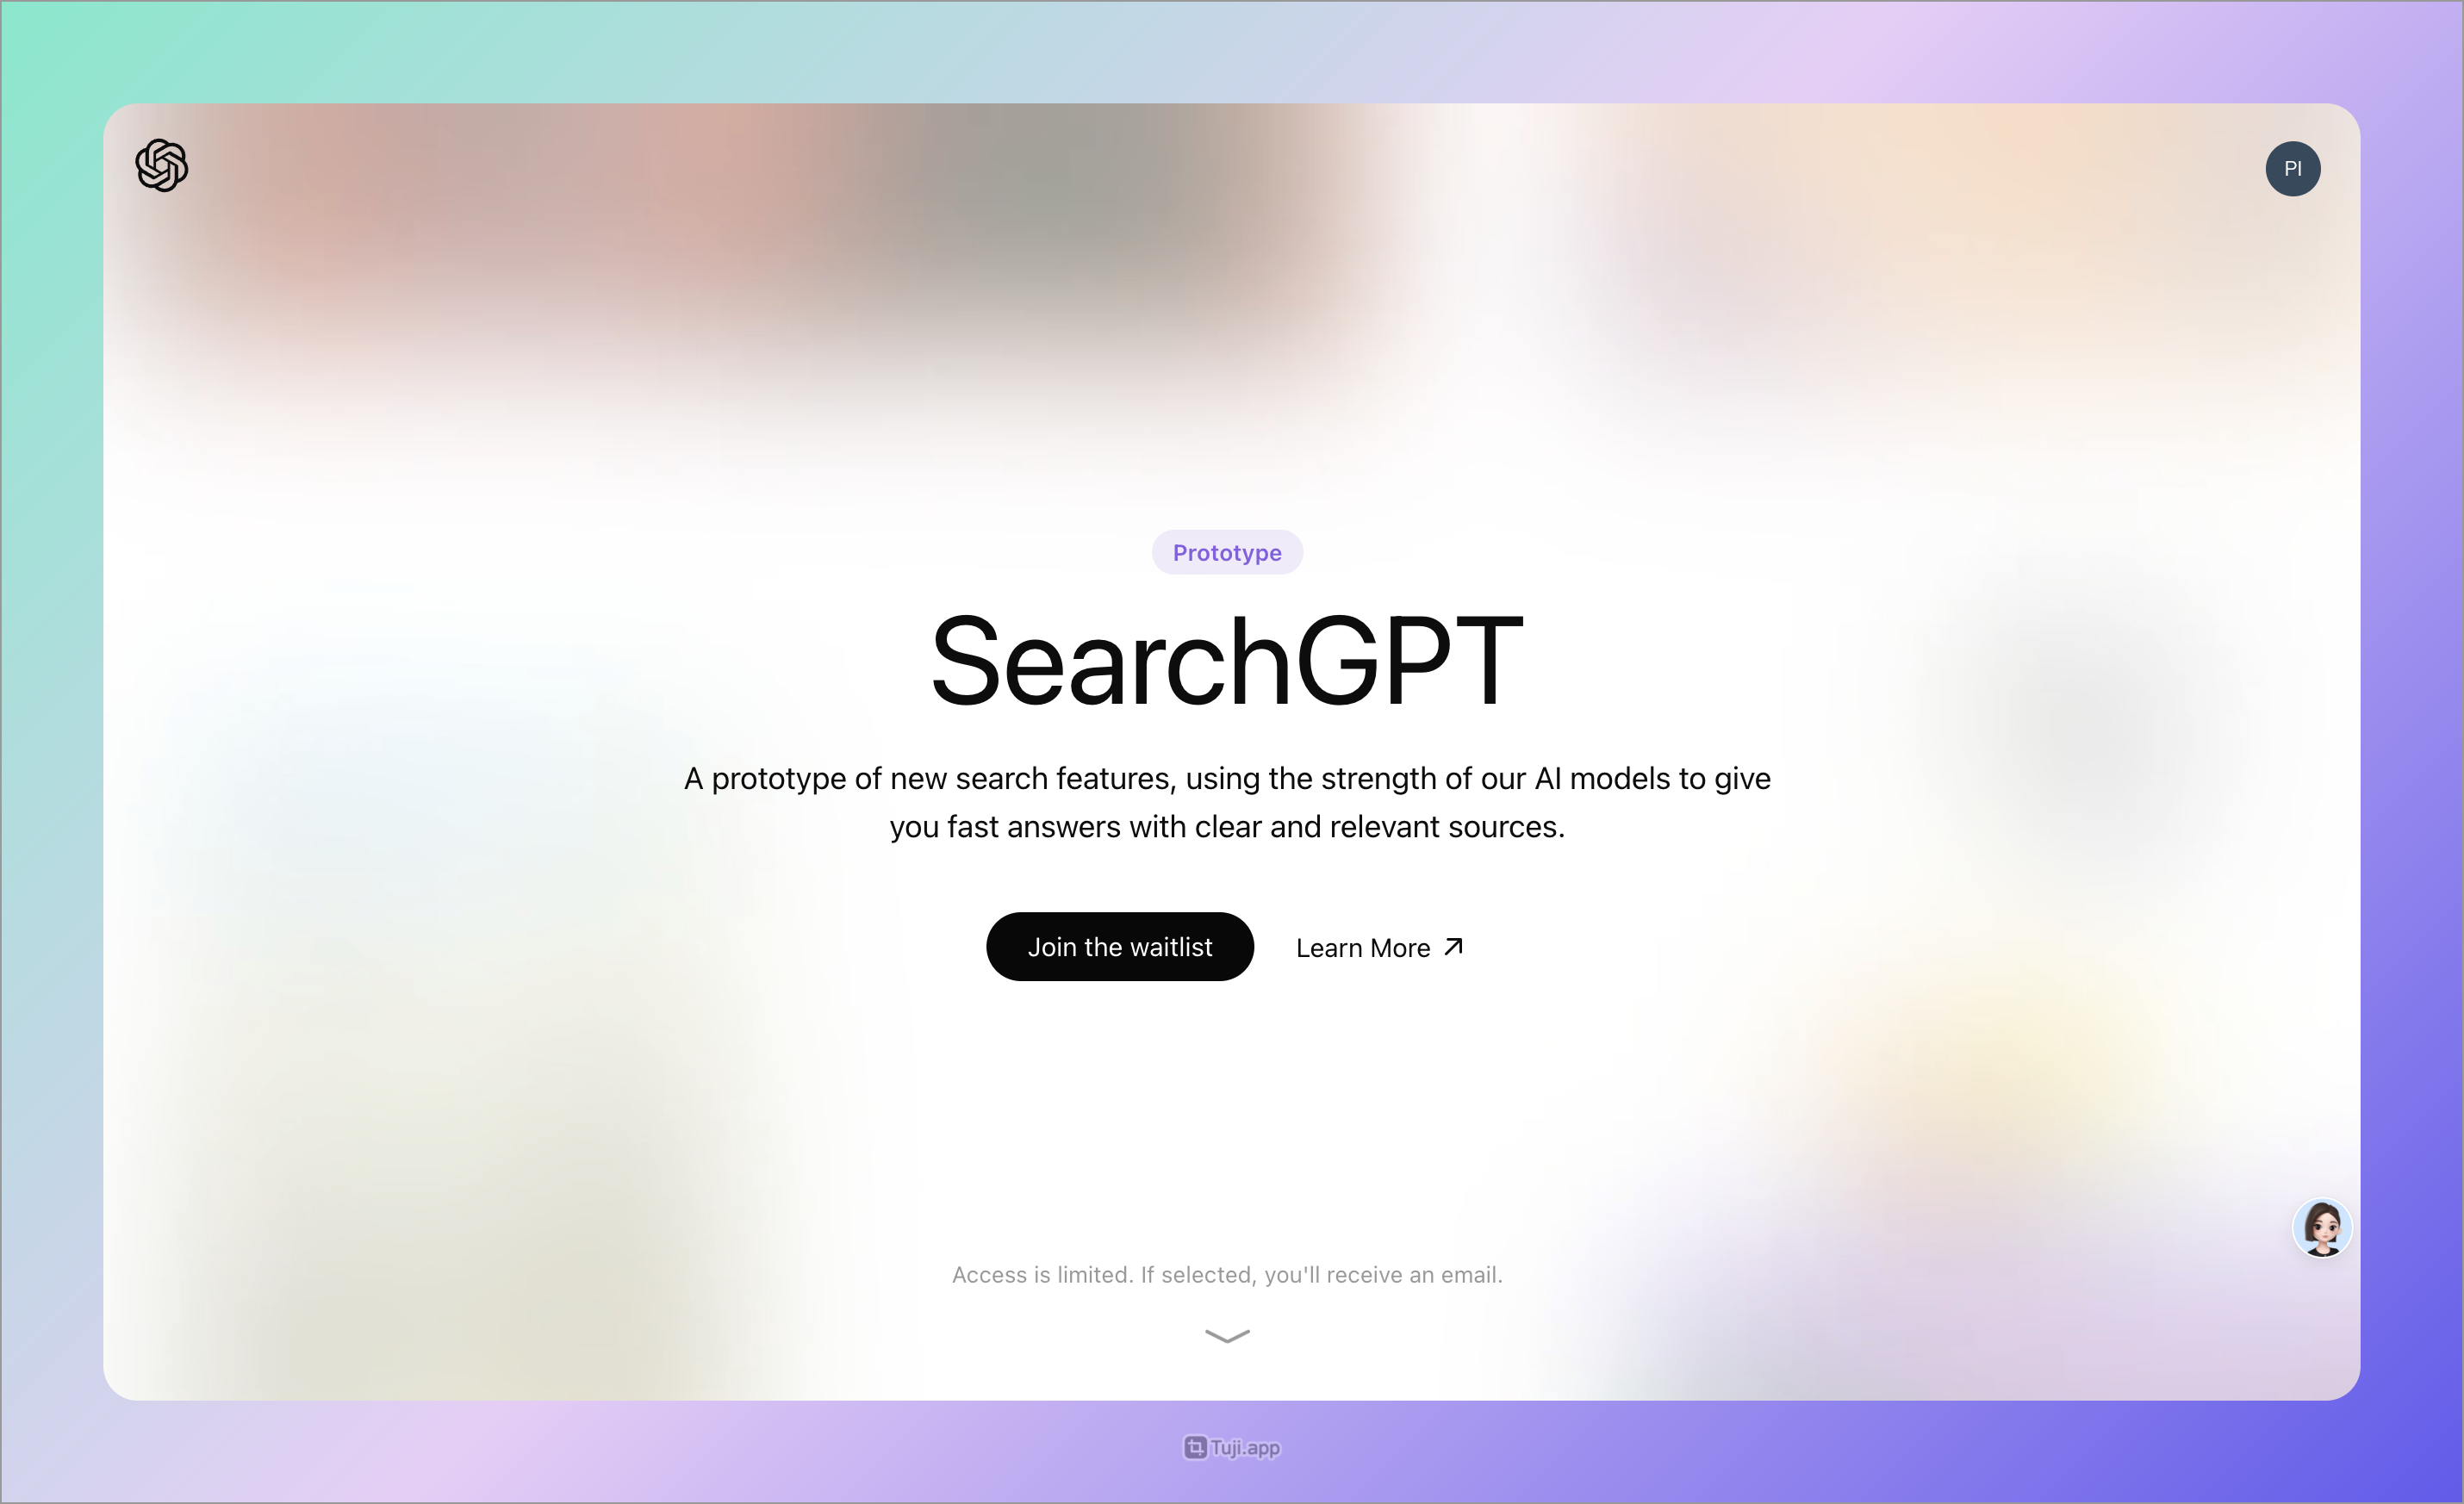 PI
Prototype
SearchGPT
A prototype of new search features, using the strength of our AI models to give
you fast answers with clear and relevant sources.
Join the waitlist
Learn More
Access is limited. If selected, you'll receive an email.
Tuji.app